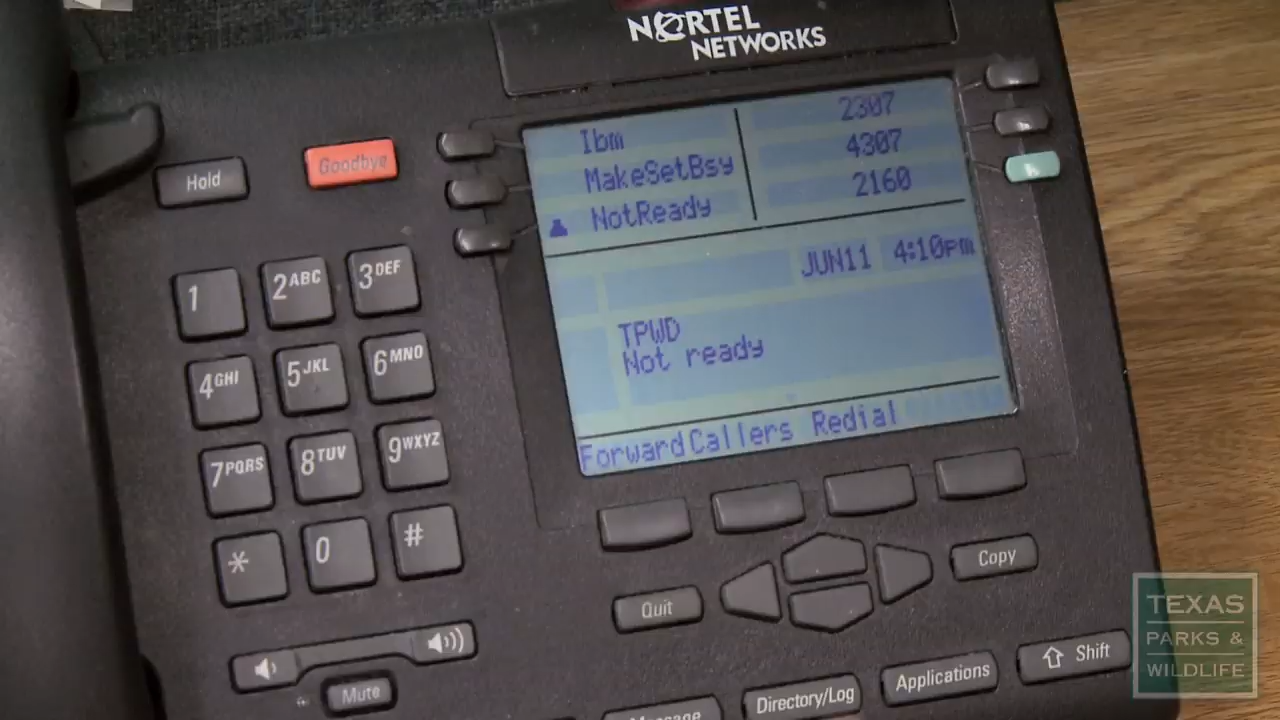 NORTEL
NETWORKS
Ibm
2307
MakeSetBsy
4307
NotReady
2160
JUN11 4:10pm
TPWD
Not ready
Forward Callers Redial
Hold
Goodbye
1
2ABC
3DEF
4GHI
5JKL
6MNO
7PQRS
8TUV
9WXYZ
*
0
#
Mute
Quit
Copy
Message
Directory/Log
Applications
Shift
TEXAS
PARKS &
WILDLIFE